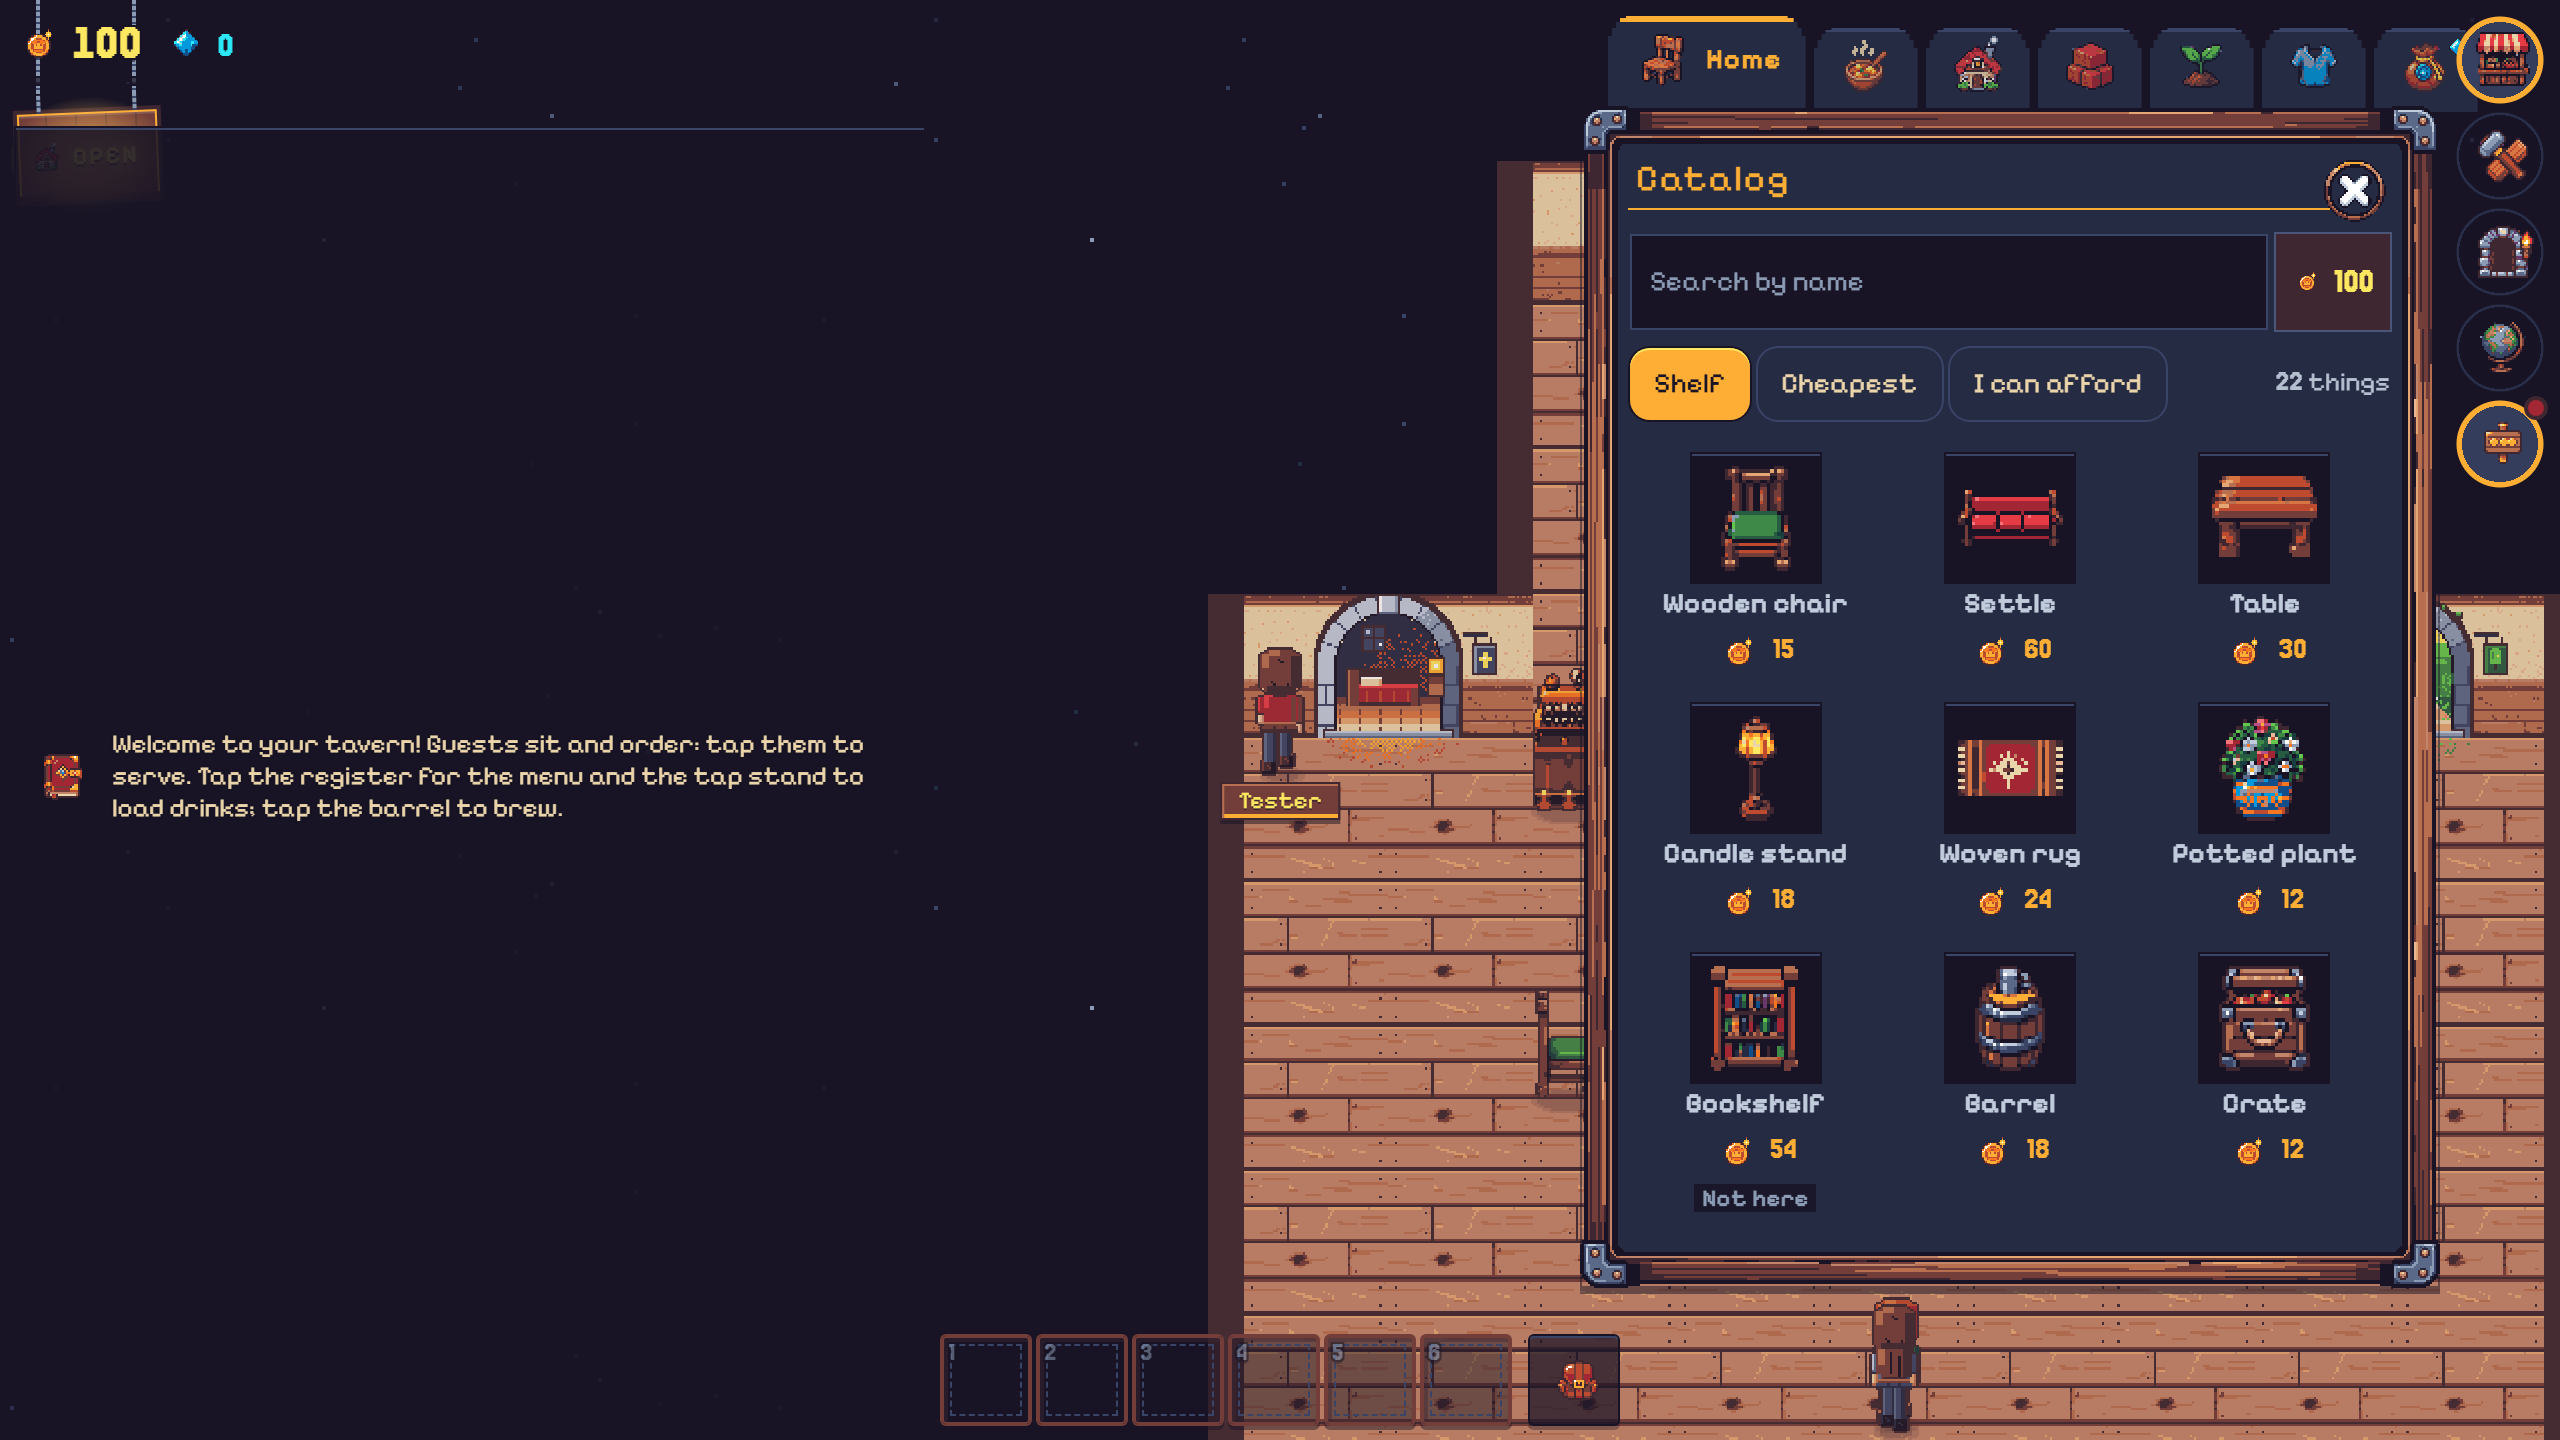 100 0
OPEN
Home
Catalog
Search by name
100
Shelf Cheapest I can afford 22 things
Wooden chair Settle Table
15 60 30
Candle stand Woven rug Potted plant
18 24 12
Bookshelf Barrel Crate
54 18 12
Not here
Welcome to your tavern! Guests sit and order: tap them to
serve. Tap the register for the menu and the tap stand to
load drinks; tap the barrel to brew.
Tester
1 2 3 4 5 6